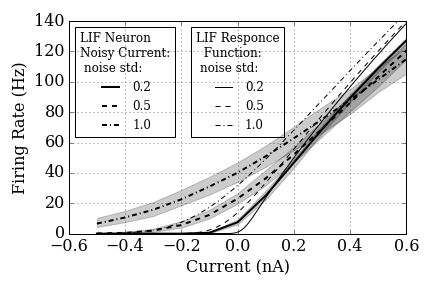 140
120
100
80
60
40
20
0
Firing Rate (Hz)
LIF Neuron
Noisy Current:
noise std:
0.2
0.5
1.0
LIF Responce
Function:
noise std:
0.2
0.5
1.0
−0.6 −0.4 −0.2 0.0 0.2 0.4 0.6
Current (nA)